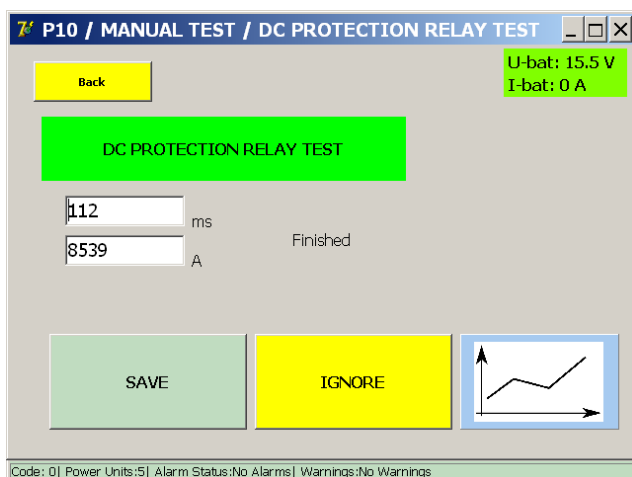 P10 / MANUAL TEST / DC PROTECTION RELAY TEST
Back
U-bat: 15.5 V
I-bat: 0 A
DC PROTECTION RELAY TEST
112 ms
8539 A
Finished
SAVE
IGNORE
Code: 0| Power Units:5| Alarm Status:No Alarms| Warnings:No Warnings